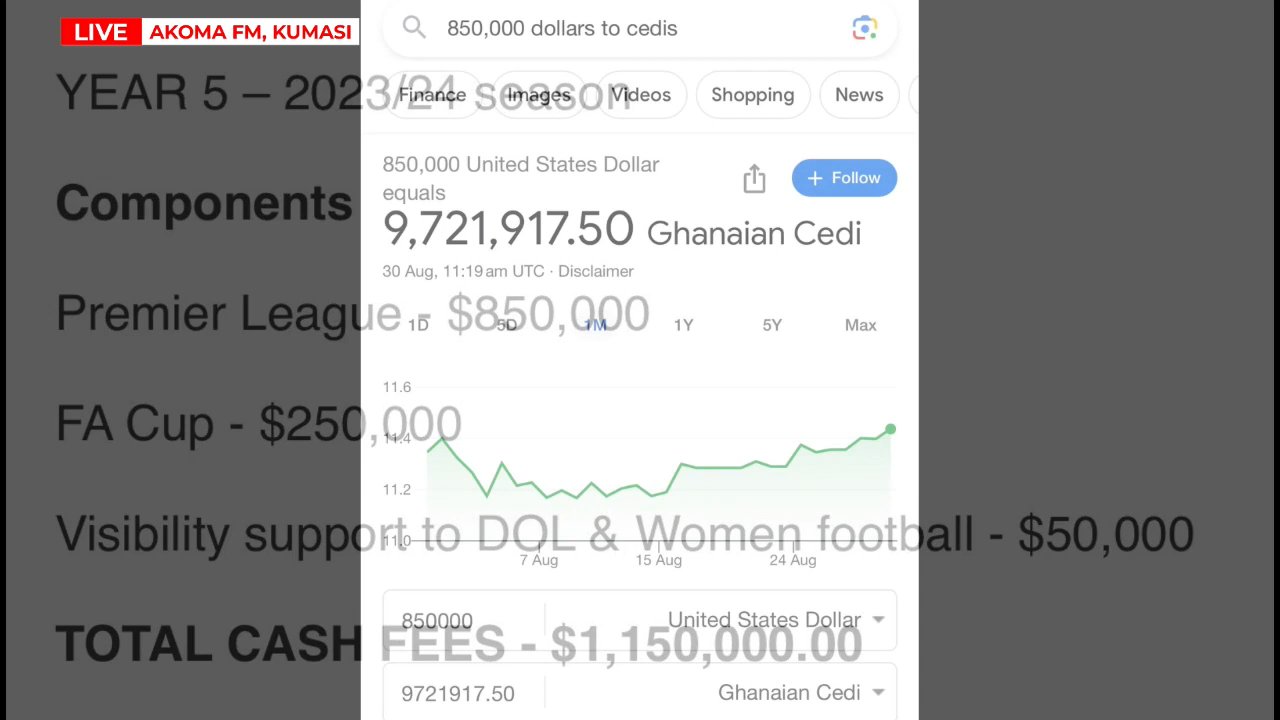 LIVE AKOMA FM, KUMASI
850,000 dollars to cedis
YEAR 5 – 2023/24 season
Finance Images Videos Shopping News
850,000 United States Dollar
equals
Follow
Components
9,721,917.50 Ghanaian Cedi
30 Aug, 11:19 am UTC · Disclaimer
Premier League - $850,000
1D 5D 1M 1Y 5Y Max
11.6
FA Cup - $250,000
11.4
11.2
Visibility support to DOL & Women football - $50,000
11.0
7 Aug 15 Aug 24 Aug
850000 United States Dollar
TOTAL CASH FEES - $1,150,000.00
9721917.50 Ghanaian Cedi